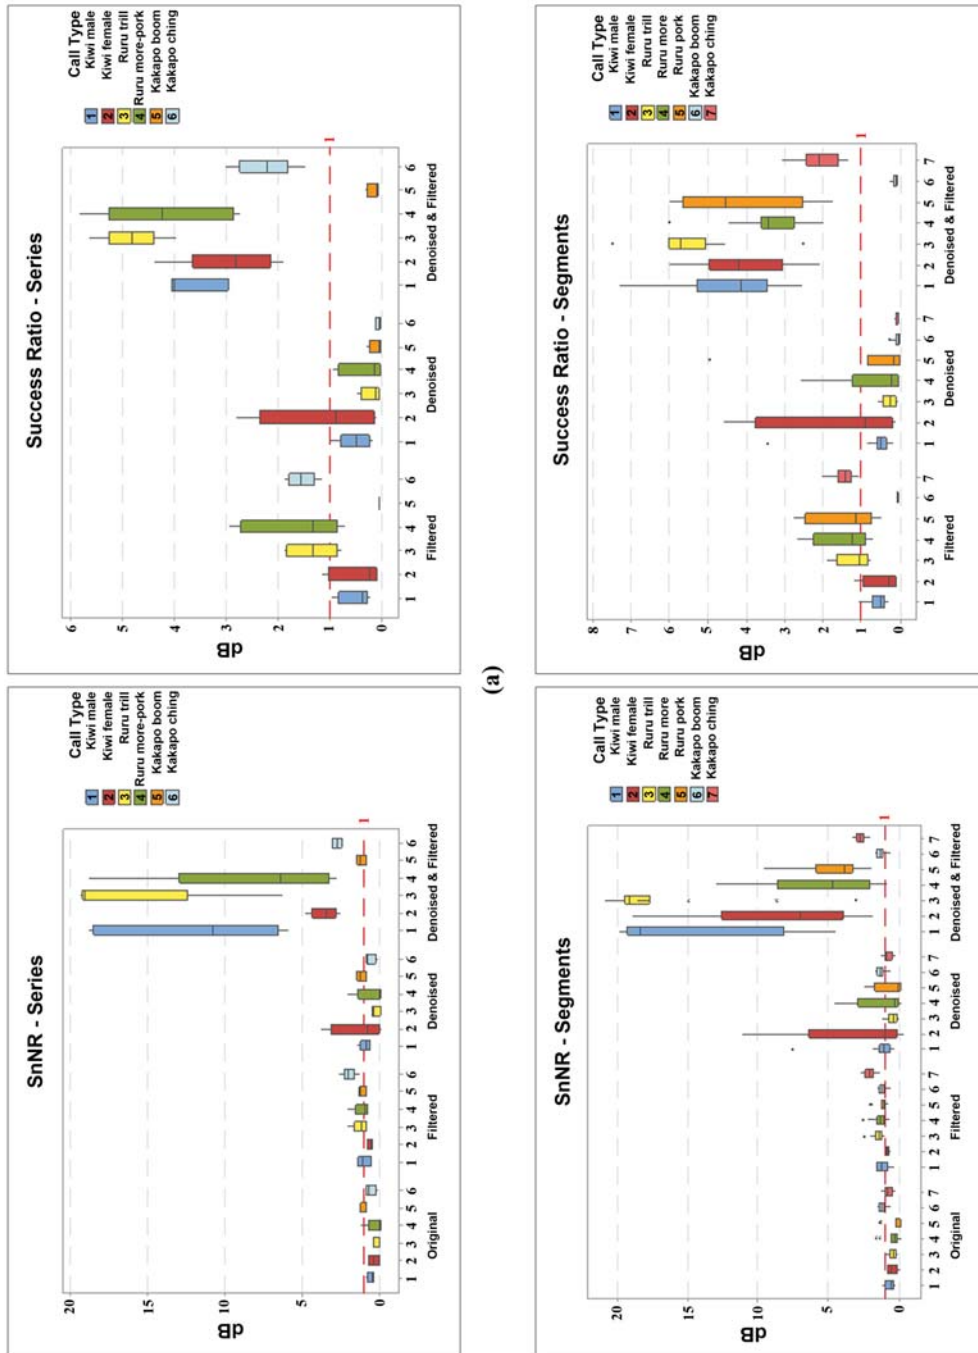 SnNR - Series
Call Type
1 Kiwi male
2 Kiwi female
3 Ruru trill
4 Ruru more-pork
5 Kakapo boom
6 Kakapo ching
20
15
10
5
0
dB
1
1 2 3 4 5 6 1 2 3 4 5 6 1 2 3 4 5 6 1 2 3 4 5 6
Original Filtered Denoised Denoised & Filtered
Success Ratio - Series
Call Type
1 Kiwi male
2 Kiwi female
3 Ruru trill
4 Ruru more-pork
5 Kakapo boom
6 Kakapo ching
6
5
4
3
2
1
0
dB
1
1 2 3 4 5 6 1 2 3 4 5 6 1 2 3 4 5 6
Filtered Denoised Denoised & Filtered
(a)
SnNR - Segments
Call Type
1 Kiwi male
2 Kiwi female
3 Ruru trill
4 Ruru more
5 Ruru pork
6 Kakapo boom
7 Kakapo ching
20
15
10
5
0
dB
1
1 2 3 4 5 6 7 1 2 3 4 5 6 7 1 2 3 4 5 6 7 1 2 3 4 5 6 7
Original Filtered Denoised Denoised & Filtered
Success Ratio - Segments
Call Type
1 Kiwi male
2 Kiwi female
3 Ruru trill
4 Ruru more
5 Ruru pork
6 Kakapo boom
7 Kakapo ching
8
7
6
5
4
3
2
1
0
dB
1
1 2 3 4 5 6 7 1 2 3 4 5 6 7 1 2 3 4 5 6 7
Filtered Denoised Denoised & Filtered